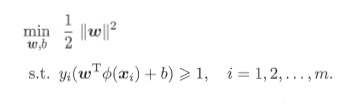 min_{w,b} 1/2 ‖w‖²
s.t. y_i(w^T ϕ(x_i) + b) ⩾ 1, i = 1, 2, . . . , m.